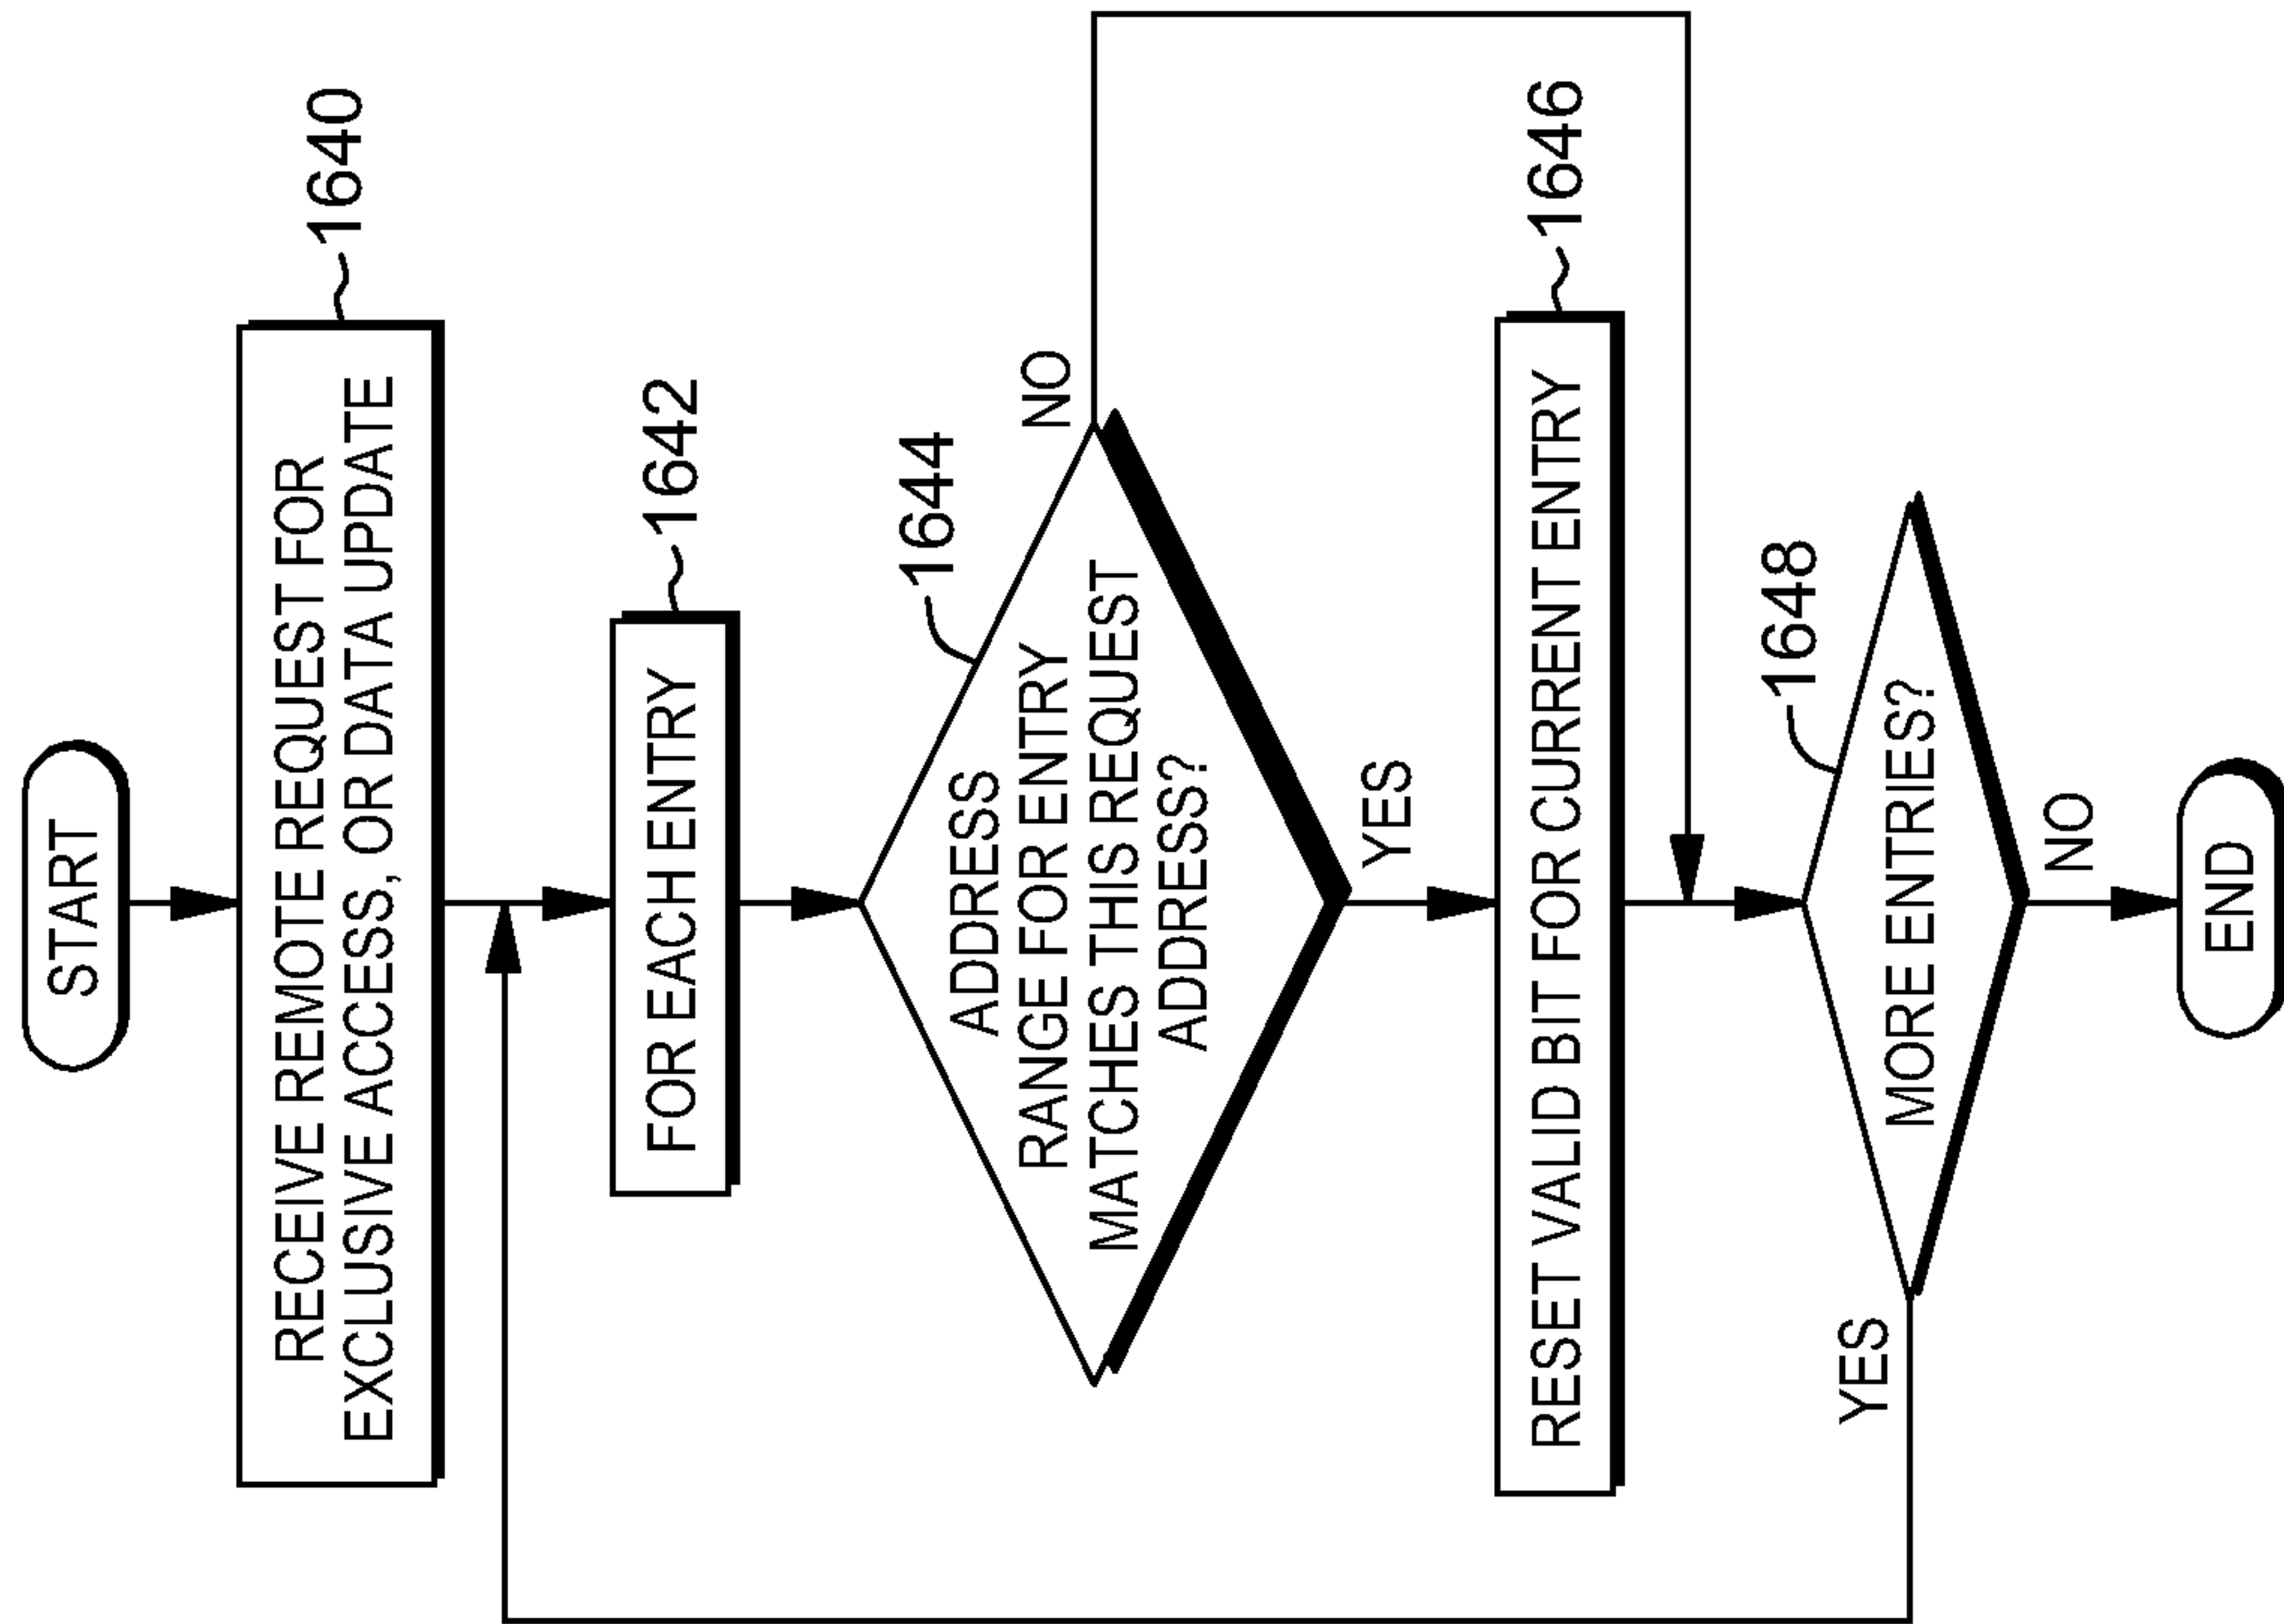 START
RECEIVE REMOTE REQUEST FOR
EXCLUSIVE ACCESS, OR DATA UPDATE
1640
FOR EACH ENTRY
1642
ADDRESS
RANGE FOR ENTRY
MATCHES THIS REQUEST
ADDRESS?
1644
NO
YES
RESET VALID BIT FOR CURRENT ENTRY
1646
MORE ENTRIES?
1648
YES
NO
END